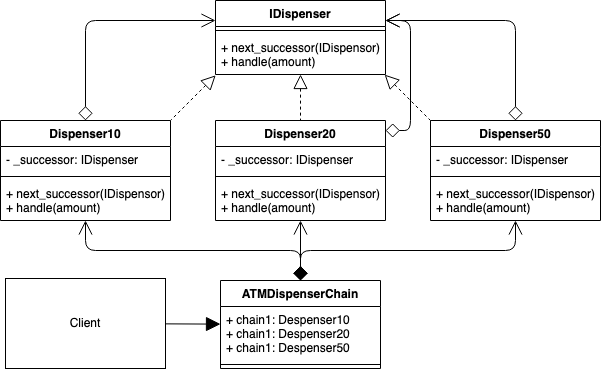 IDispenser
+ next_successor(IDispensor)
+ handle(amount)
Dispenser10
- _successor: IDispenser
+ next_successor(IDispensor)
+ handle(amount)
Dispenser20
- _successor: IDispenser
+ next_successor(IDispensor)
+ handle(amount)
Dispenser50
- _successor: IDispenser
+ next_successor(IDispensor)
+ handle(amount)
Client
ATMDispenserChain
+ chain1: Despenser10
+ chain1: Despenser20
+ chain1: Despenser50